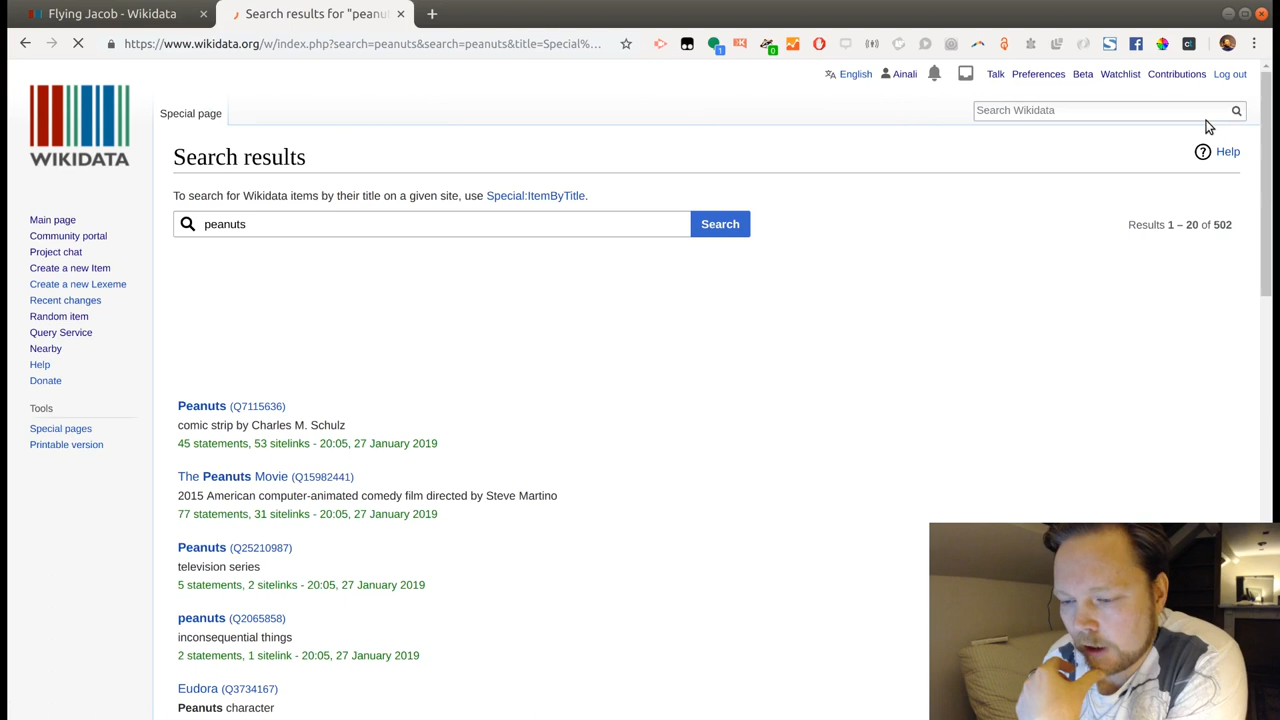 Flying Jacob - Wikidata
Search results for "peanu
https://www.wikidata.org/w/index.php?search=peanuts&search=peanuts&title=Special%...
1
0
English
Ainali
Talk
Preferences
Beta
Watchlist
Contributions
Log out
Special page
Search Wikidata
WIKIDATA
Search results
Help
To search for Wikidata items by their title on a given site, use Special:ItemByTitle.
peanuts
Search
Results 1 – 20 of 502
Main page
Community portal
Project chat
Create a new Item
Create a new Lexeme
Recent changes
Random item
Query Service
Nearby
Help
Donate
Tools
Special pages
Printable version
Peanuts (Q7115636)
comic strip by Charles M. Schulz
45 statements, 53 sitelinks - 20:05, 27 January 2019
The Peanuts Movie (Q15982441)
2015 American computer-animated comedy film directed by Steve Martino
77 statements, 31 sitelinks - 20:05, 27 January 2019
Peanuts (Q25210987)
television series
5 statements, 2 sitelinks - 20:05, 27 January 2019
peanuts (Q2065858)
inconsequential things
2 statements, 1 sitelink - 20:05, 27 January 2019
Eudora (Q3734167)
Peanuts character